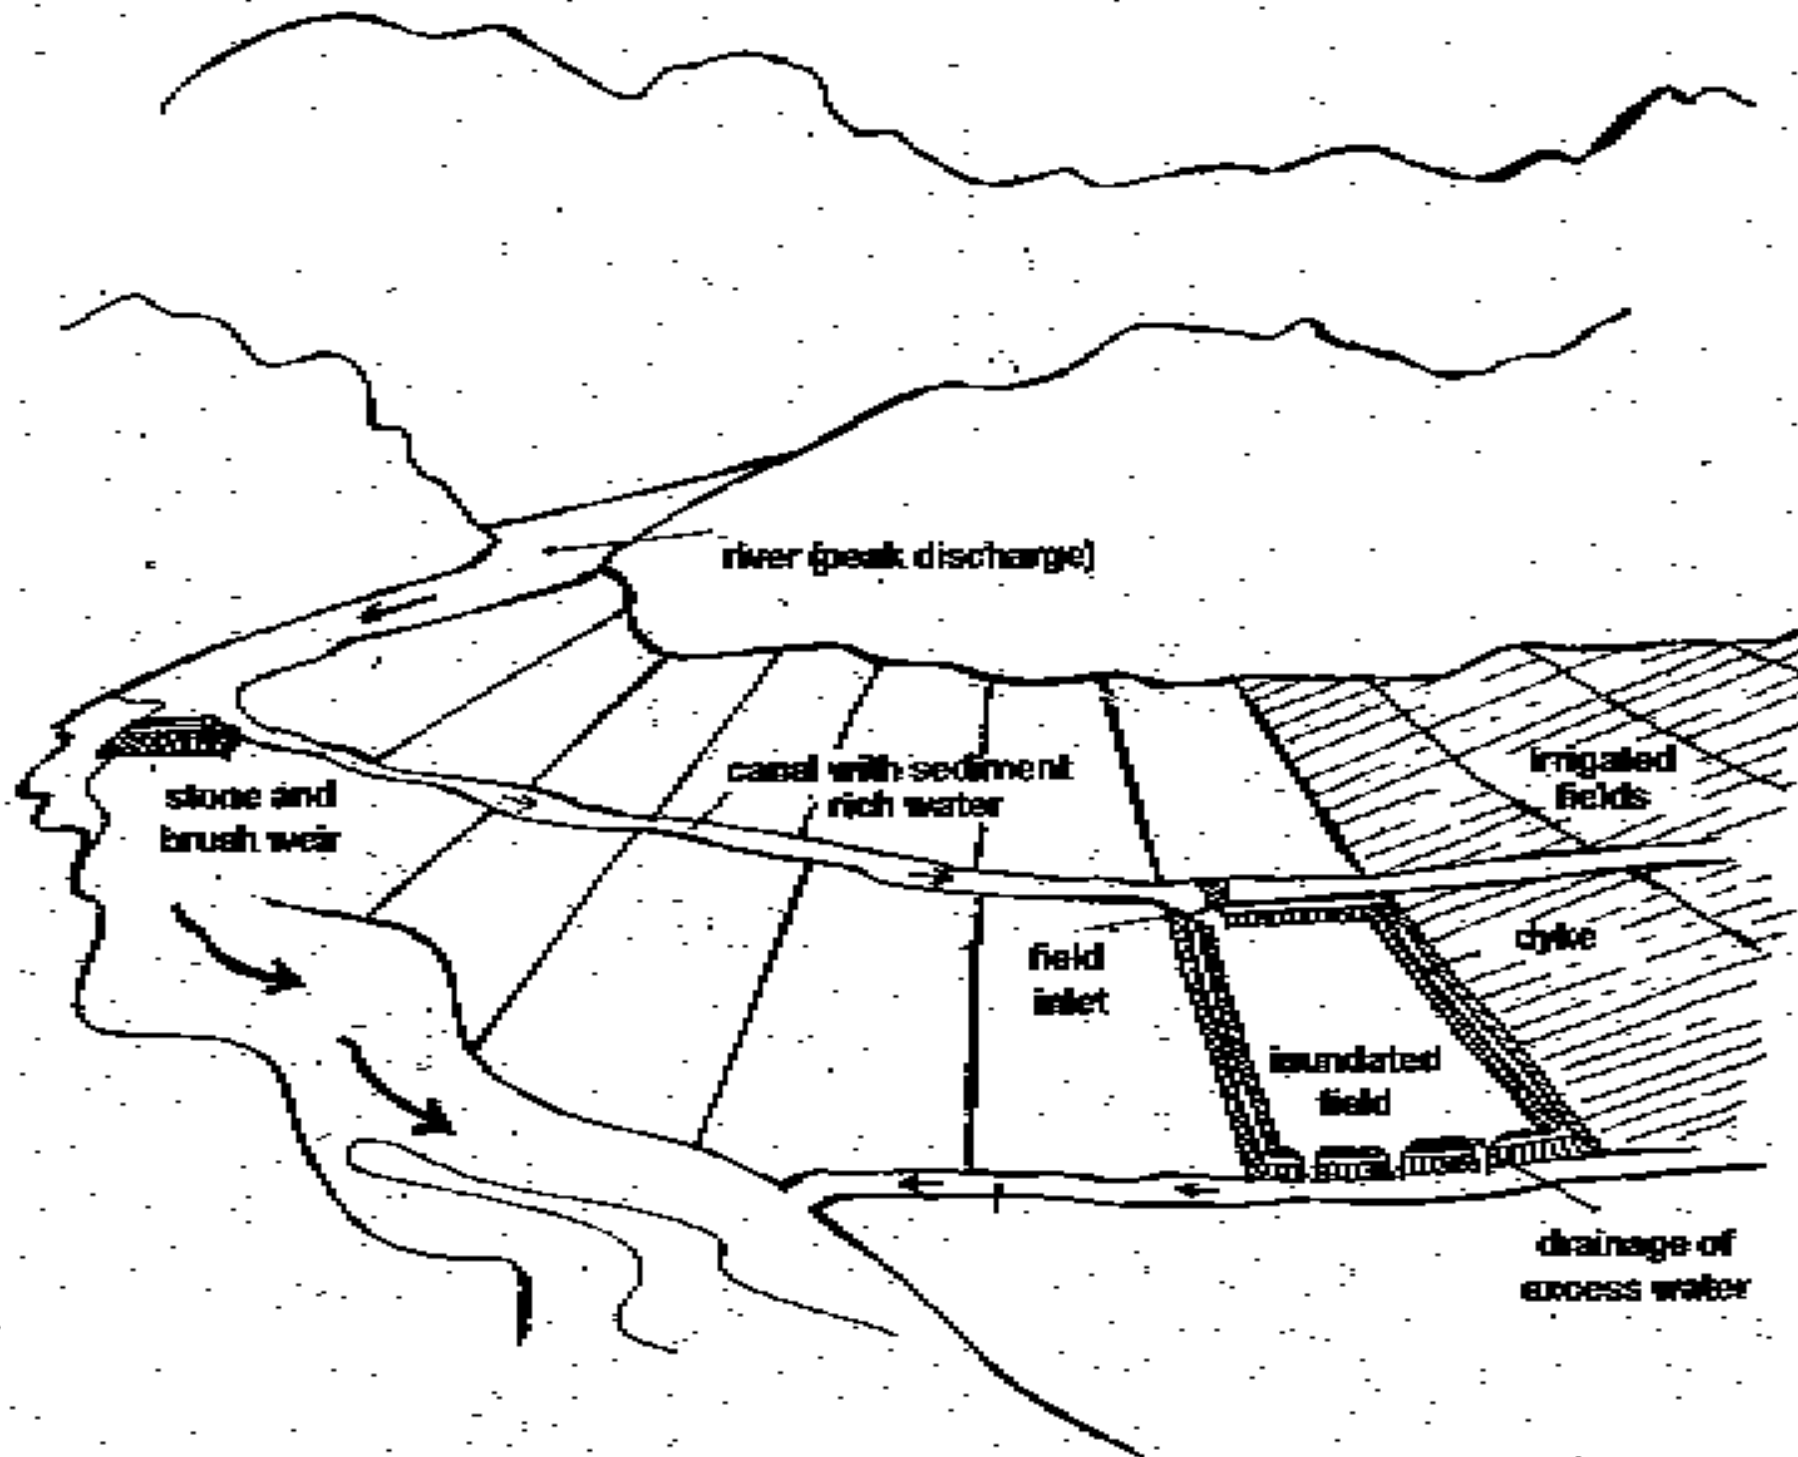 river (peak discharge)
irrigated
fields
canal with sediment
rich water
stone and
brush weir
dyke
field
inlet
inundated
field
drainage of
excess water